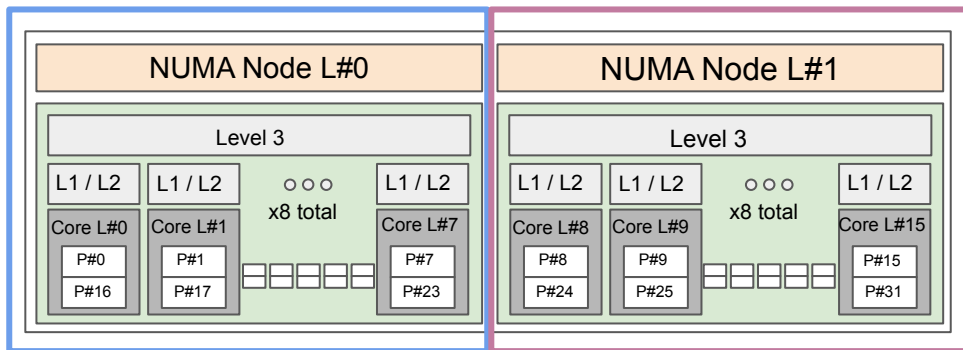 NUMA Node L#0
NUMA Node L#1
Level 3
Level 3
L1 / L2
L1 / L2
L1 / L2
L1 / L2
L1 / L2
L1 / L2
x8 total
x8 total
Core L#0
Core L#1
Core L#7
Core L#8
Core L#9
Core L#15
P#0
P#1
P#7
P#8
P#9
P#15
P#16
P#17
P#23
P#24
P#25
P#31